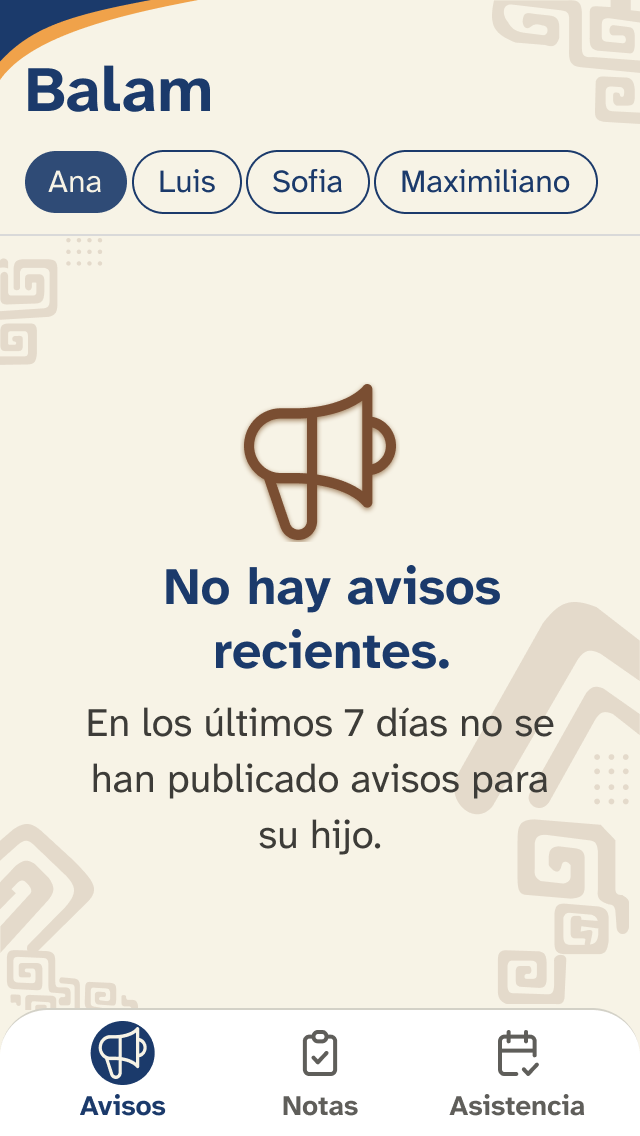 Balam
Ana
Luis
Sofia
Maximiliano
No hay avisos
recientes.
En los últimos 7 días no se
han publicado avisos para
su hijo.
Avisos
Notas
Asistencia